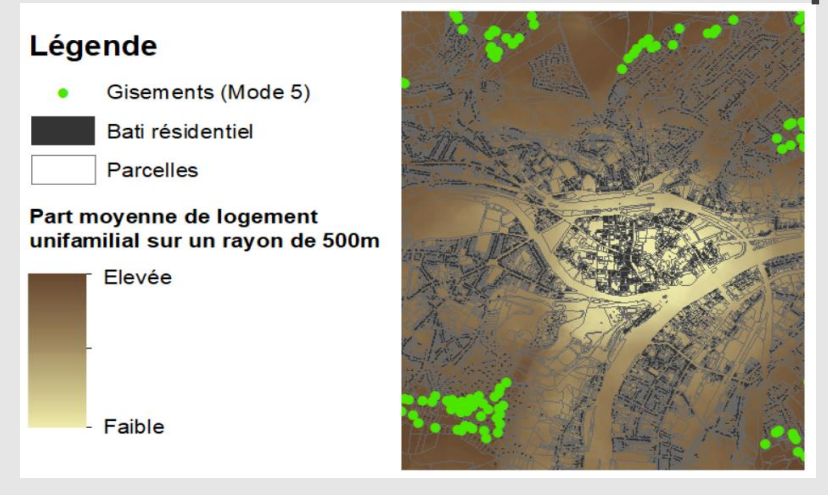 Légende
Gisements (Mode 5)
Bati résidentiel
Parcelles
Part moyenne de logement
unifamilial sur un rayon de 500m
Elevée
Faible